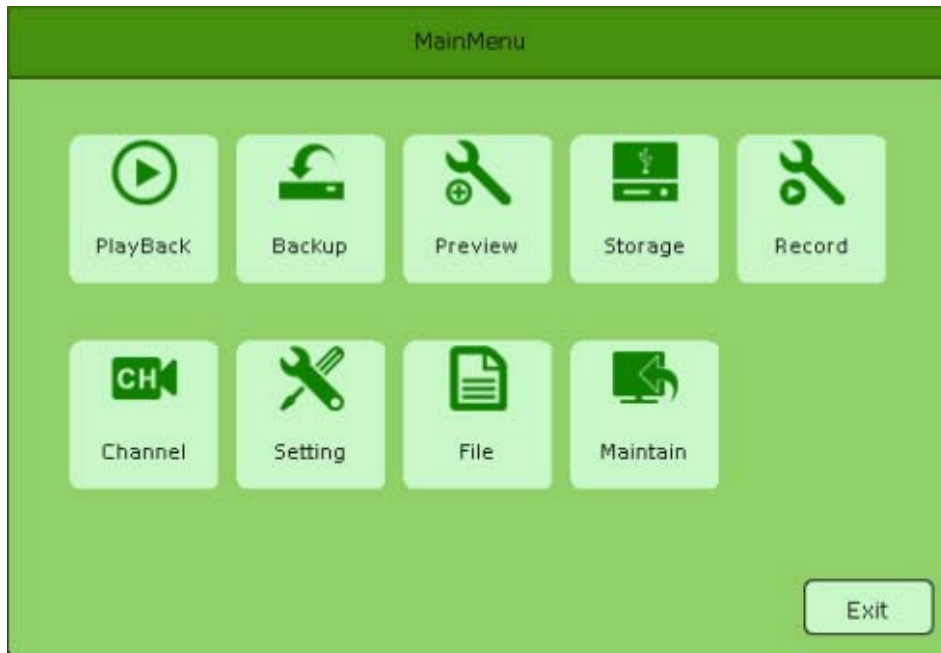 MainMenu
PlayBack Backup Preview Storage Record
CH
Channel Setting File Maintain
Exit